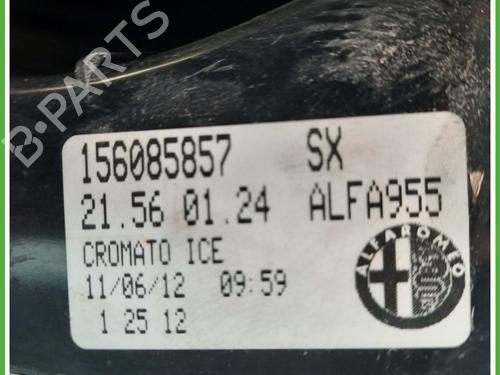 B-PARTS
156085857 SX
21.56 01.24 ALFA955
CROMATO ICE
11/06/12 09:59
1 25 12
ALFA ROMEO